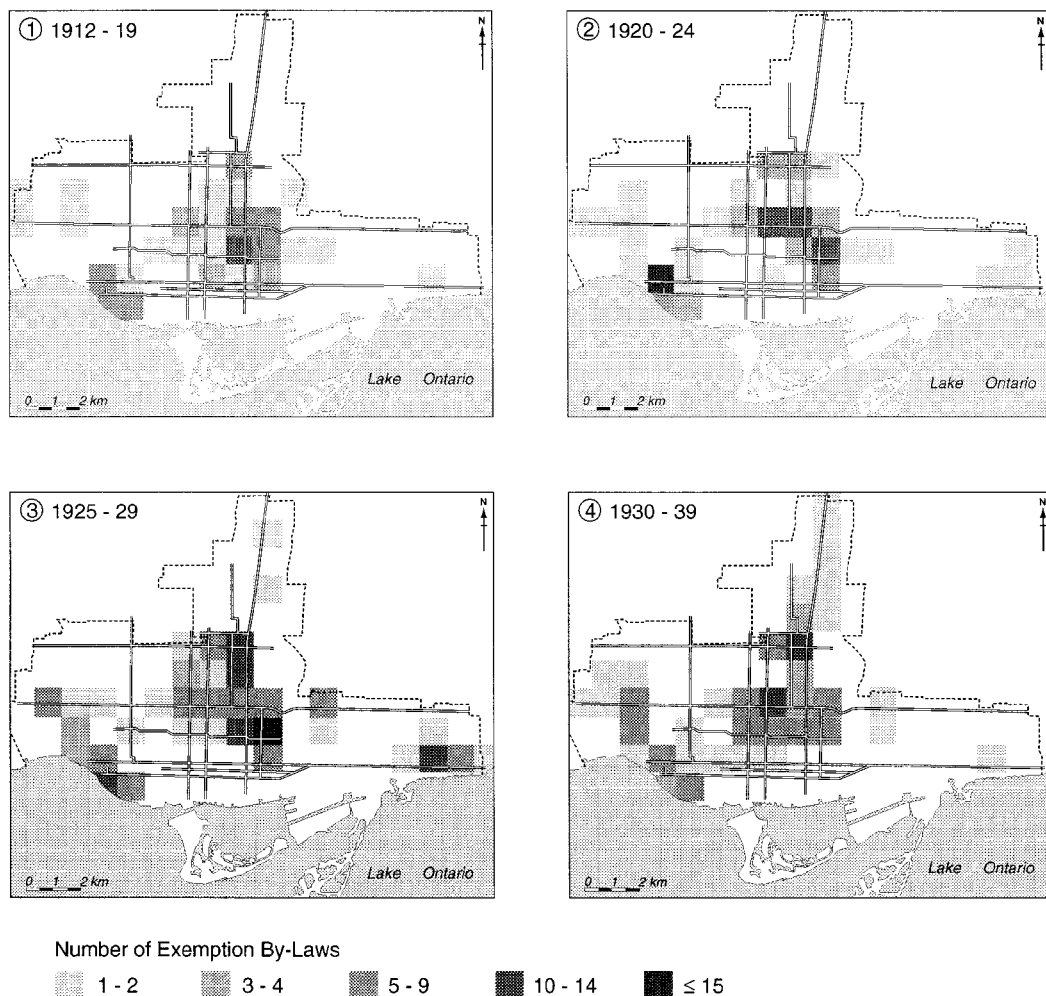 ① 1912 - 19
N
Lake Ontario
0 1 2 km
② 1920 - 24
N
Lake Ontario
0 1 2 km
③ 1925 - 29
N
Lake Ontario
0 1 2 km
④ 1930 - 39
N
Lake Ontario
0 1 2 km
Number of Exemption By-Laws
1 - 2 3 - 4 5 - 9 10 - 14 ≤ 15